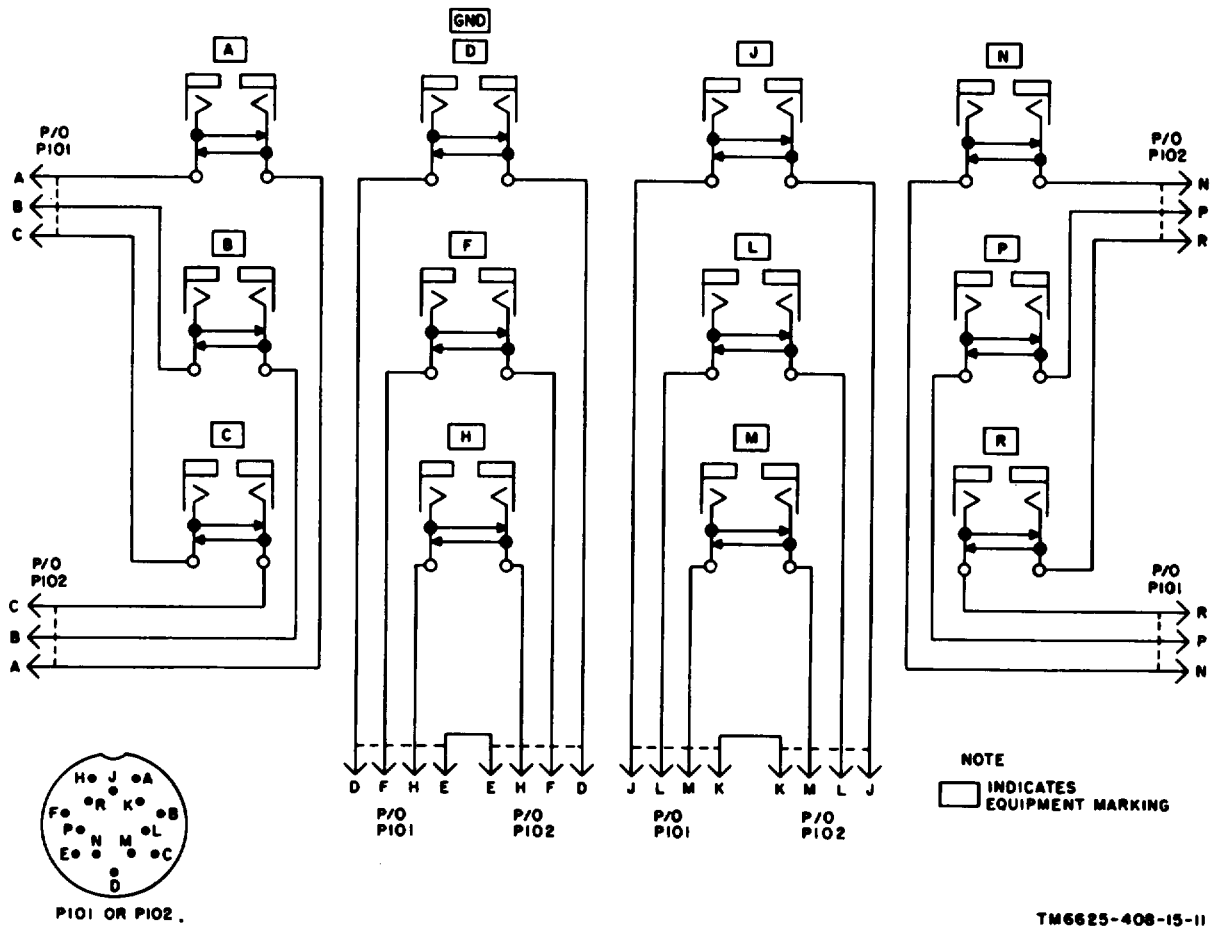 GND
A
D
J
N
P/O
P101
P/O
P102
A
B
C
N
P
R
B
F
L
P
C
H
M
R
P/O
P102
P/O
P101
C
B
A
R
P
N
D F H E E H F D
J L M K K M L J
P/O
P101
P/O
P102
P/O
P101
P/O
P102
NOTE
INDICATES
EQUIPMENT MARKING
H J A
R K
F B
P L
N M
E C
D
P101 OR P102.
TM6625-408-15-11